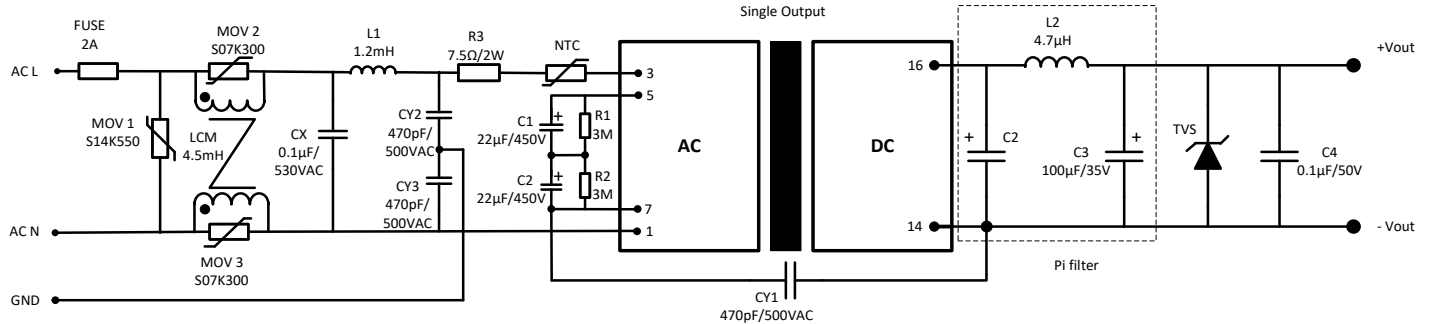 Single Output
FUSE
2A
MOV 2
S07K300
L1
1.2mH
R3
7.5Ω/2W
NTC
L2
4.7μH
+Vout
AC L
3
16
5
MOV 1
S14K550
LCM
4.5mH
CX
0.1μF/
530VAC
CY2
470pF/
500VAC
C1
22μF/450V
+
R1
3M
AC
DC
+
C2
C3
100μF/35V
+
TVS
C4
0.1μF/50V
CY3
470pF/
500VAC
C2
22μF/450V
+
R2
3M
7
AC N
1
14
- Vout
MOV 3
S07K300
Pi filter
GND
CY1
470pF/500VAC